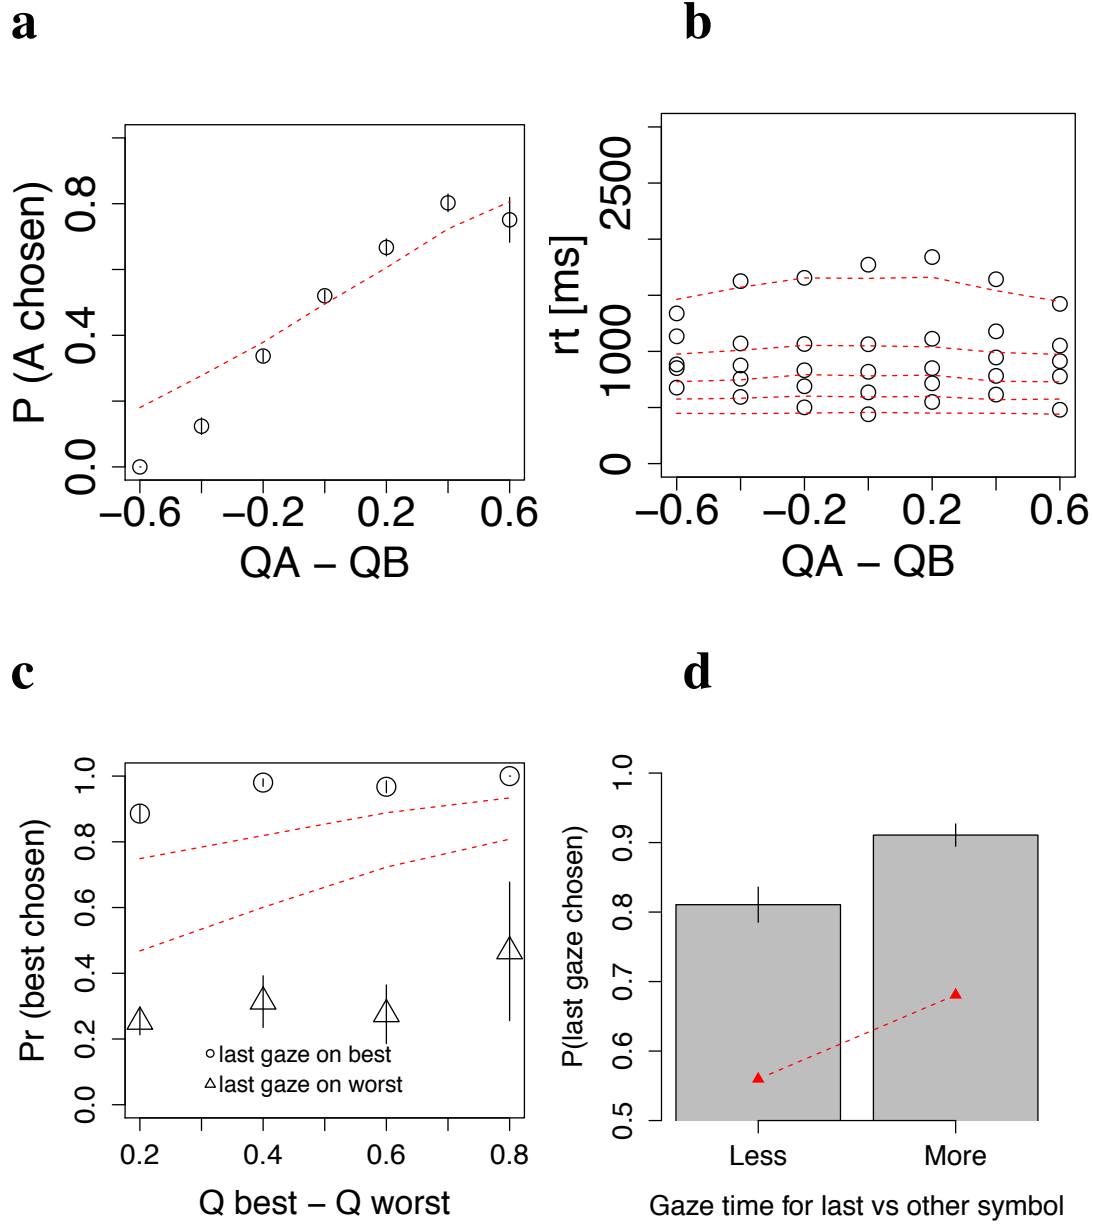 a
P (A chosen)
0.0 0.4 0.8
−0.6 −0.2 0.2 0.6
QA − QB
b
rt [ms]
0 1000 2500
−0.6 −0.2 0.2 0.6
QA − QB
c
Pr (best chosen)
0.0 0.2 0.4 0.6 0.8 1.0
last gaze on best
last gaze on worst
0.2 0.4 0.6 0.8
Q best − Q worst
d
P(last gaze chosen)
0.5 0.6 0.7 0.8 0.9 1.0
Less More
Gaze time for last vs other symbol